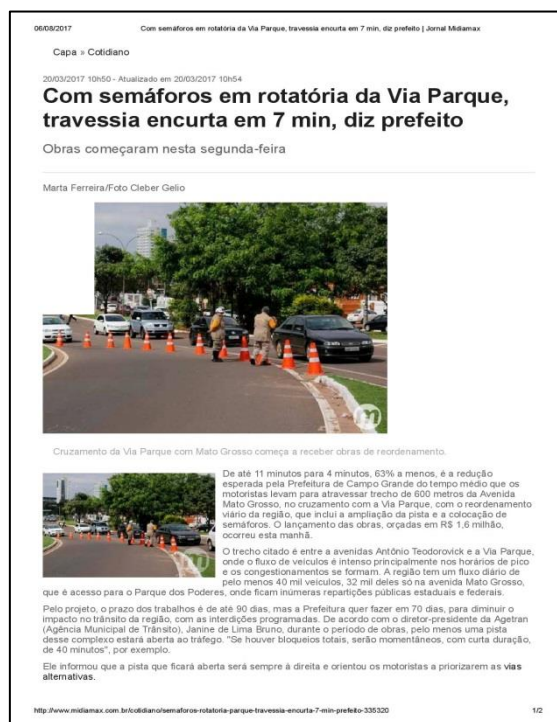 06/08/2017 Com semáforos em rotatória da Via Parque, travessia encurta em 7 min, diz prefeito | Jornal Midiamax
Capa » Cotidiano
20/03/2017 10h50 - Atualizado em 20/03/2017 10h54
Com semáforos em rotatória da Via Parque,
travessia encurta em 7 min, diz prefeito
Obras começaram nesta segunda-feira
Marta Ferreira/Foto Cleber Gelio
Cruzamento da Via Parque com Mato Grosso começa a receber obras de reordenamento.
De até 11 minutos para 4 minutos, 63% a menos, é a redução
esperada pela Prefeitura de Campo Grande do tempo médio que os
motoristas levam para atravessar trecho de 600 metros da Avenida
Mato Grosso, no cruzamento com a Via Parque, com o reordenamento
viário da região, que inclui a ampliação da pista e a colocação de
semáforos. O lançamento das obras, orçadas em R$ 1,6 milhão,
ocorreu esta manhã.
O trecho citado é entre a avenidas Antônio Teodorovick e a Via Parque,
onde o fluxo de veículos é intenso principalmente nos horários de pico
e os congestionamentos se formam. A região tem um fluxo diário de
pelo menos 40 mil veículos, 32 mil deles só na avenida Mato Grosso,
que é acesso para o Parque dos Poderes, onde ficam inúmeras repartições públicas estaduais e federais.
Pelo projeto, o prazo dos trabalhos é de até 90 dias, mas a Prefeitura quer fazer em 70 dias, para diminuir o
impacto no trânsito da região, com as interdições programadas. De acordo com o diretor-presidente da Agetran
(Agência Municipal de Trânsito), Janine de Lima Bruno, durante o período de obras, pelo menos uma pista
desse complexo estará aberta ao tráfego. "Se houver bloqueios totais, serão momentâneos, com curta duração,
de 40 minutos", por exemplo.
Ele informou que a pista que ficará aberta será sempre à direita e orientou os motoristas a priorizarem as vias
alternativas.
http://www.midiamax.com.br/cotidiano/semaforos-rotatoria-parque-travessia-encurta-7-min-prefeito-335320 1/2